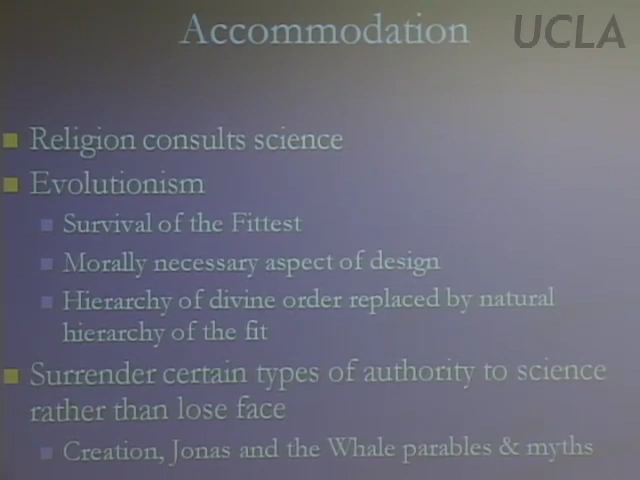 Accommodation
UCLA
Religion consults science
Evolutionism
Survival of the Fittest
Morally necessary aspect of design
Hierarchy of divine order replaced by natural
hierarchy of the fit
Surrender certain types of authority to science
rather than lose face
Creation, Jonas and the Whale parables & myths